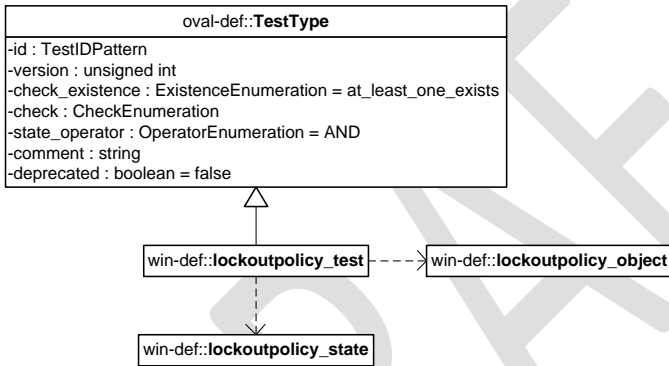 oval-def::TestType
-id : TestIDPattern
-version : unsigned int
-check_existence : ExistenceEnumeration = at_least_one_exists
-check : CheckEnumeration
-state_operator : OperatorEnumeration = AND
-comment : string
-deprecated : boolean = false
win-def::lockoutpolicy_test
win-def::lockoutpolicy_object
win-def::lockoutpolicy_state